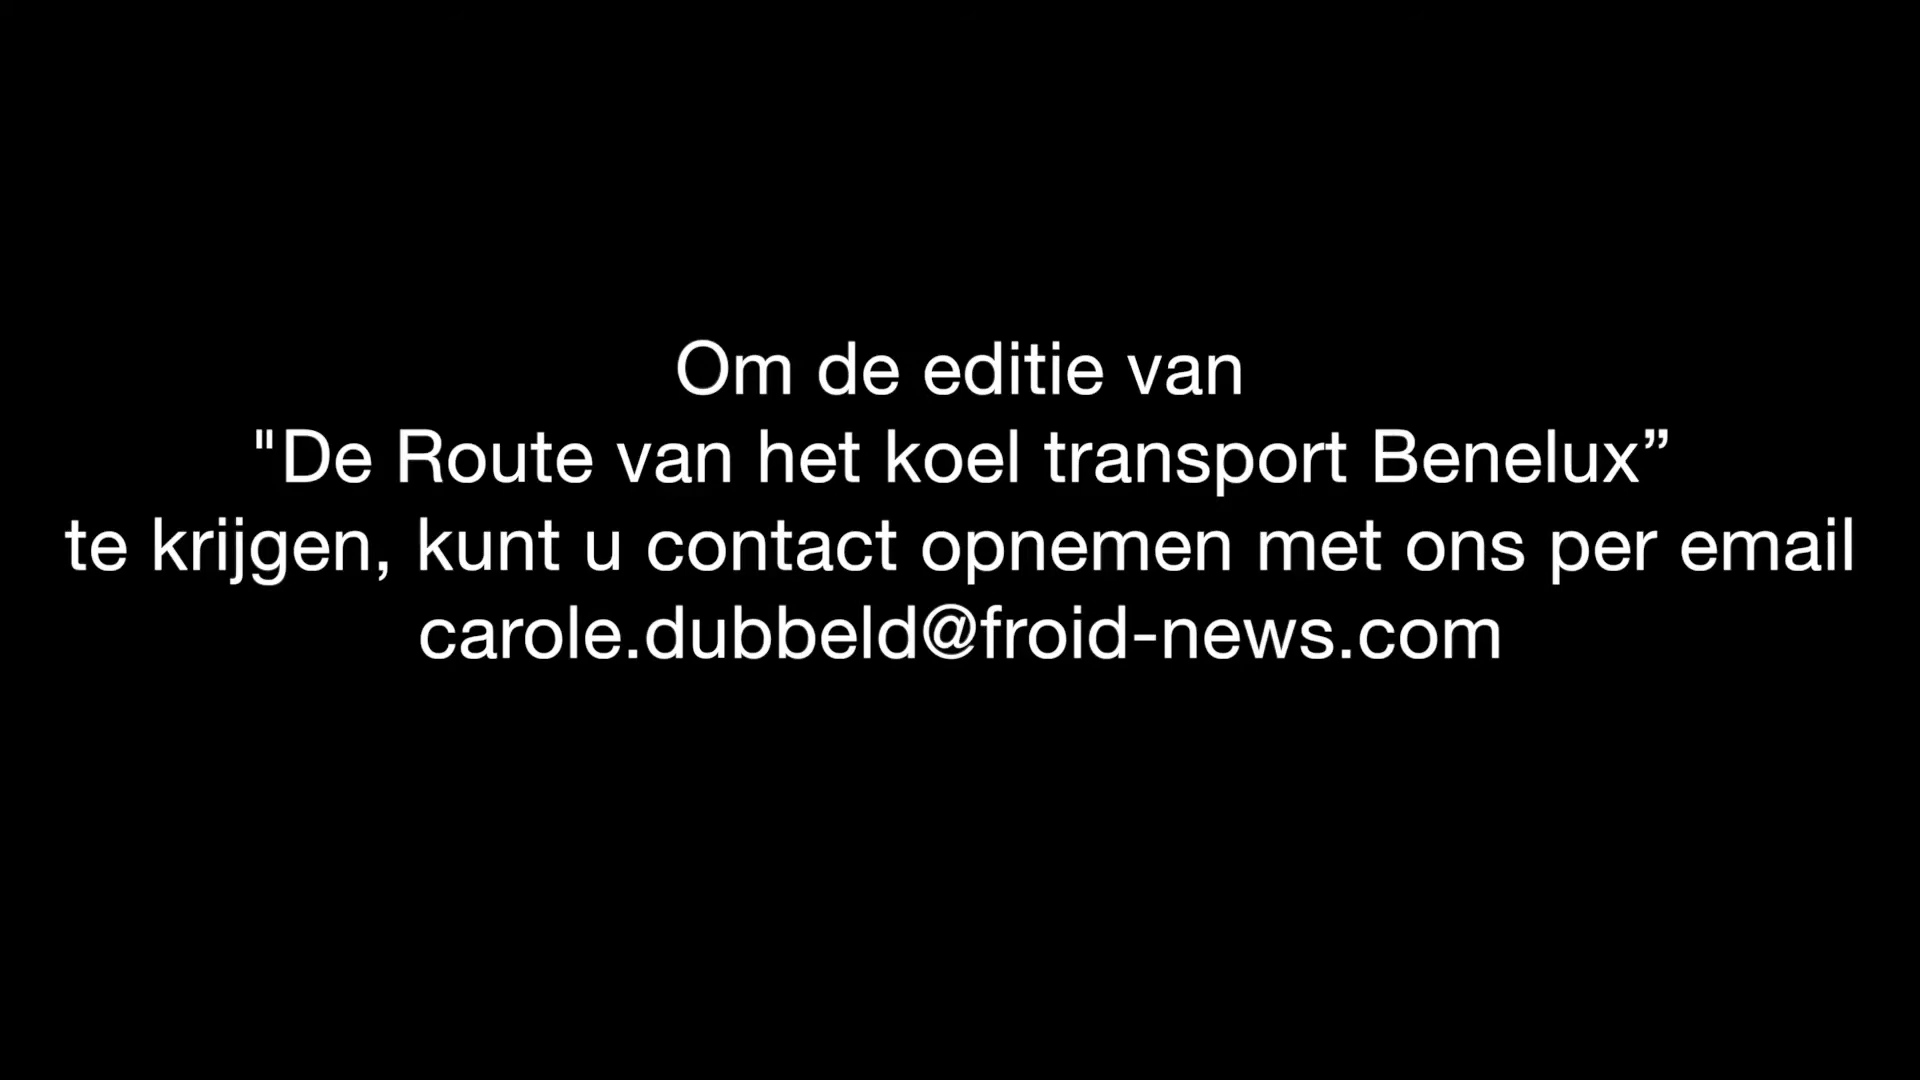 Om de editie van
"De Route van het koel transport Benelux”
te krijgen, kunt u contact opnemen met ons per email
carole.dubbeld@froid-news.com